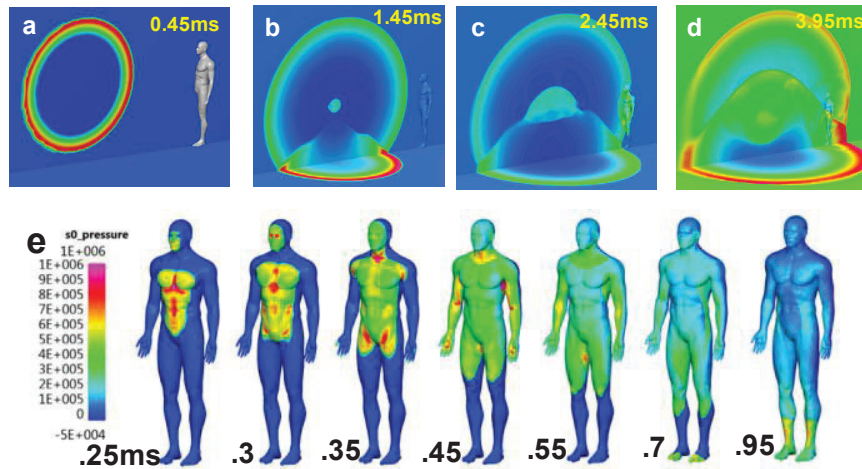 a 0.45ms
b 1.45ms
c 2.45ms
d 3.95ms
e
s0_pressure
1E+006
1E+006
9E+005
8E+005
7E+005
6E+005
5E+005
4E+005
3E+005
2E+005
1E+005
0
-5E+004
.25ms .3 .35 .45 .55 .7 .95